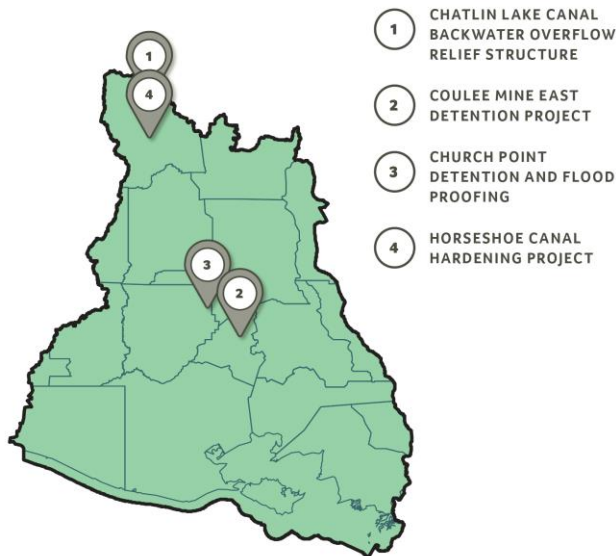 1
4
3
2
1
CHATLIN LAKE CANAL
BACKWATER OVERFLOW
RELIEF STRUCTURE
2
COULEE MINE EAST
DETENTION PROJECT
3
CHURCH POINT
DETENTION AND FLOOD
PROOFING
4
HORSESHOE CANAL
HARDENING PROJECT